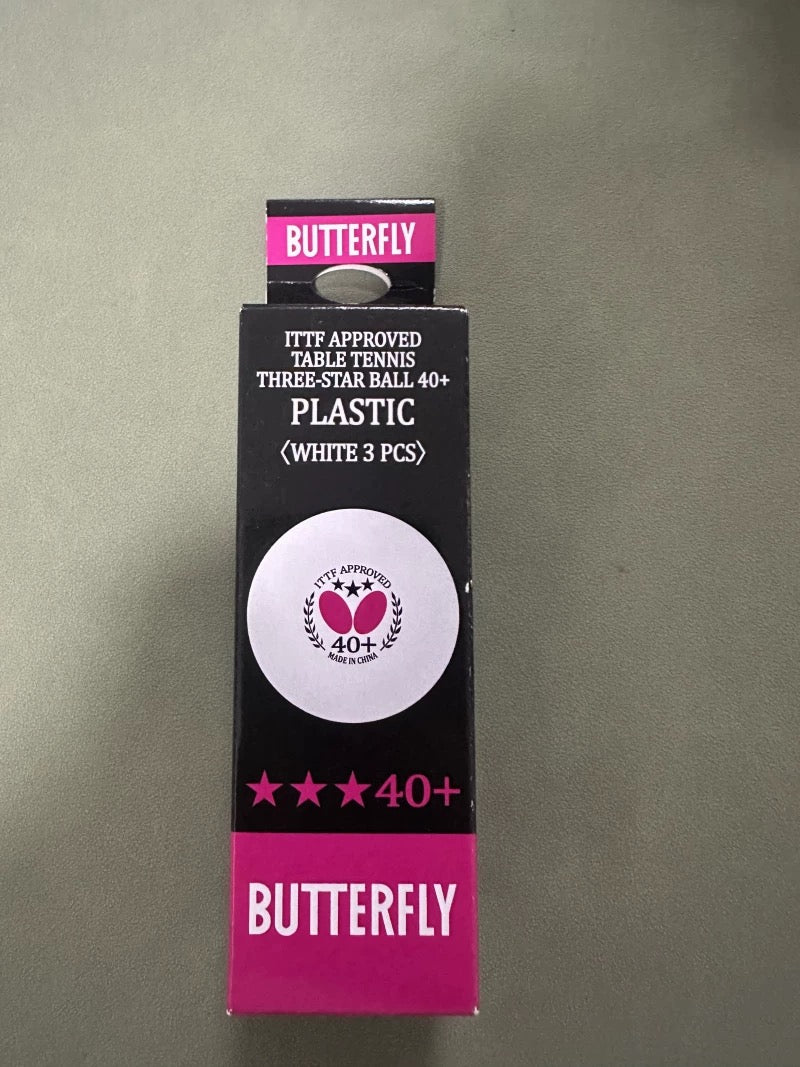 BUTTERFLY
ITTF APPROVED
TABLE TENNIS
THREE-STAR BALL 40+
PLASTIC
〈WHITE 3 PCS〉
ITTF APPROVED
40+
MADE IN CHINA
★★★40+
BUTTERFLY